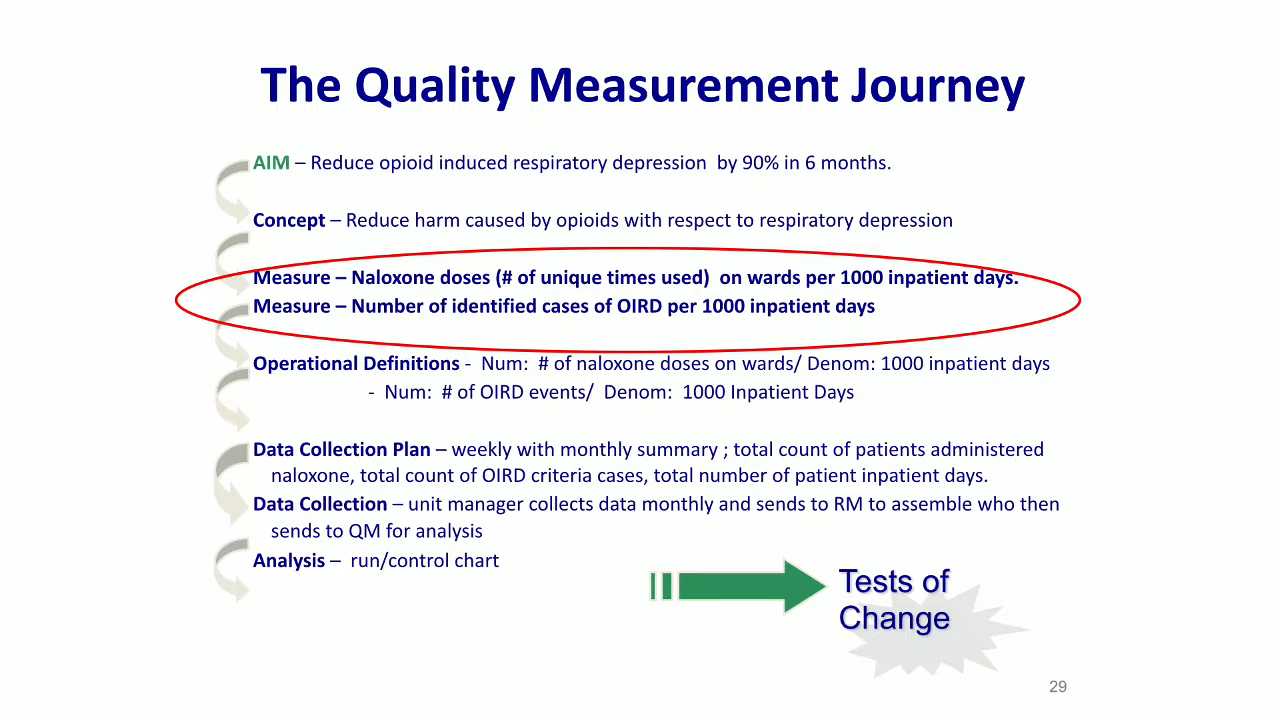 The Quality Measurement Journey
AIM – Reduce opioid induced respiratory depression by 90% in 6 months.
Concept – Reduce harm caused by opioids with respect to respiratory depression
Measure – Naloxone doses (# of unique times used) on wards per 1000 inpatient days.
Measure – Number of identified cases of OIRD per 1000 inpatient days
Operational Definitions - Num: # of naloxone doses on wards/ Denom: 1000 inpatient days
- Num: # of OIRD events/ Denom: 1000 Inpatient Days
Data Collection Plan – weekly with monthly summary ; total count of patients administered
naloxone, total count of OIRD criteria cases, total number of patient inpatient days.
Data Collection – unit manager collects data monthly and sends to RM to assemble who then
sends to QM for analysis
Analysis – run/control chart
Tests of
Change
29